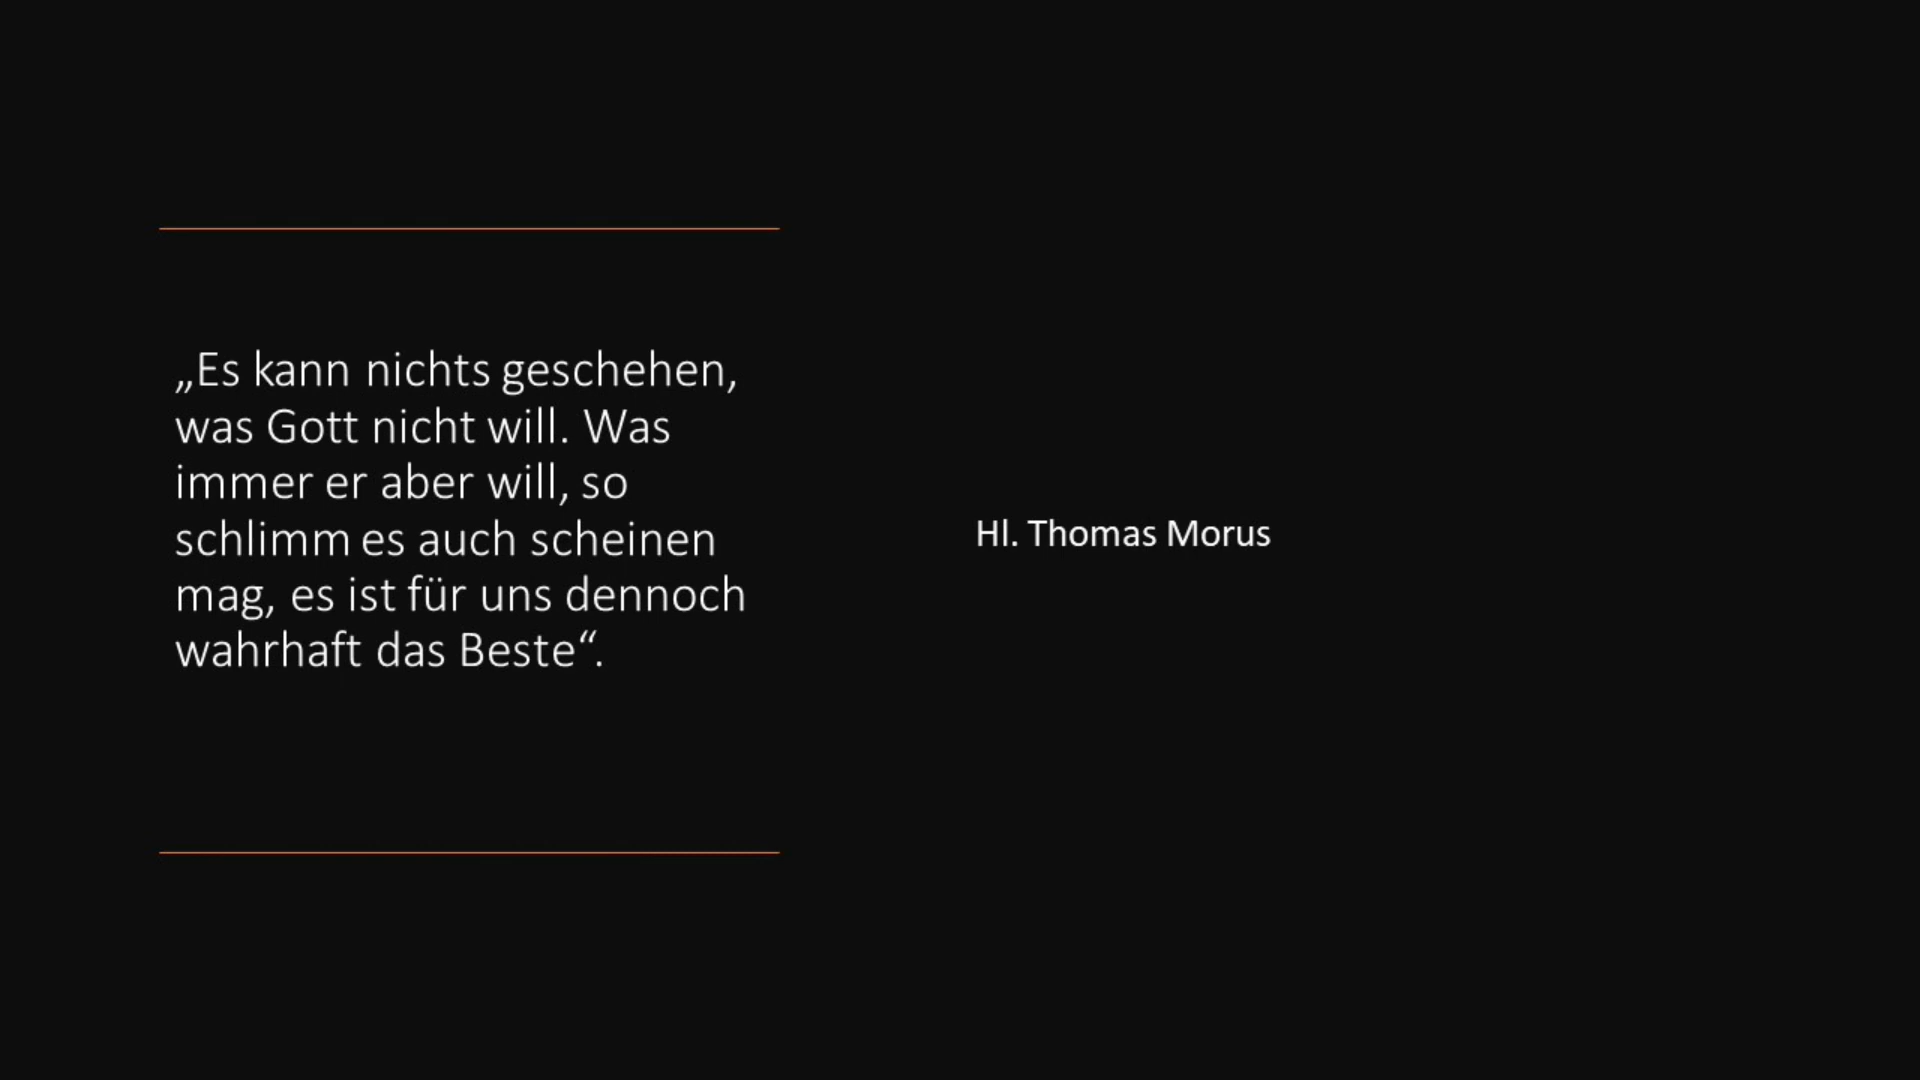 „Es kann nichts geschehen,
was Gott nicht will. Was
immer er aber will, so
schlimm es auch scheinen
mag, es ist für uns dennoch
wahrhaft das Beste“.
Hl. Thomas Morus